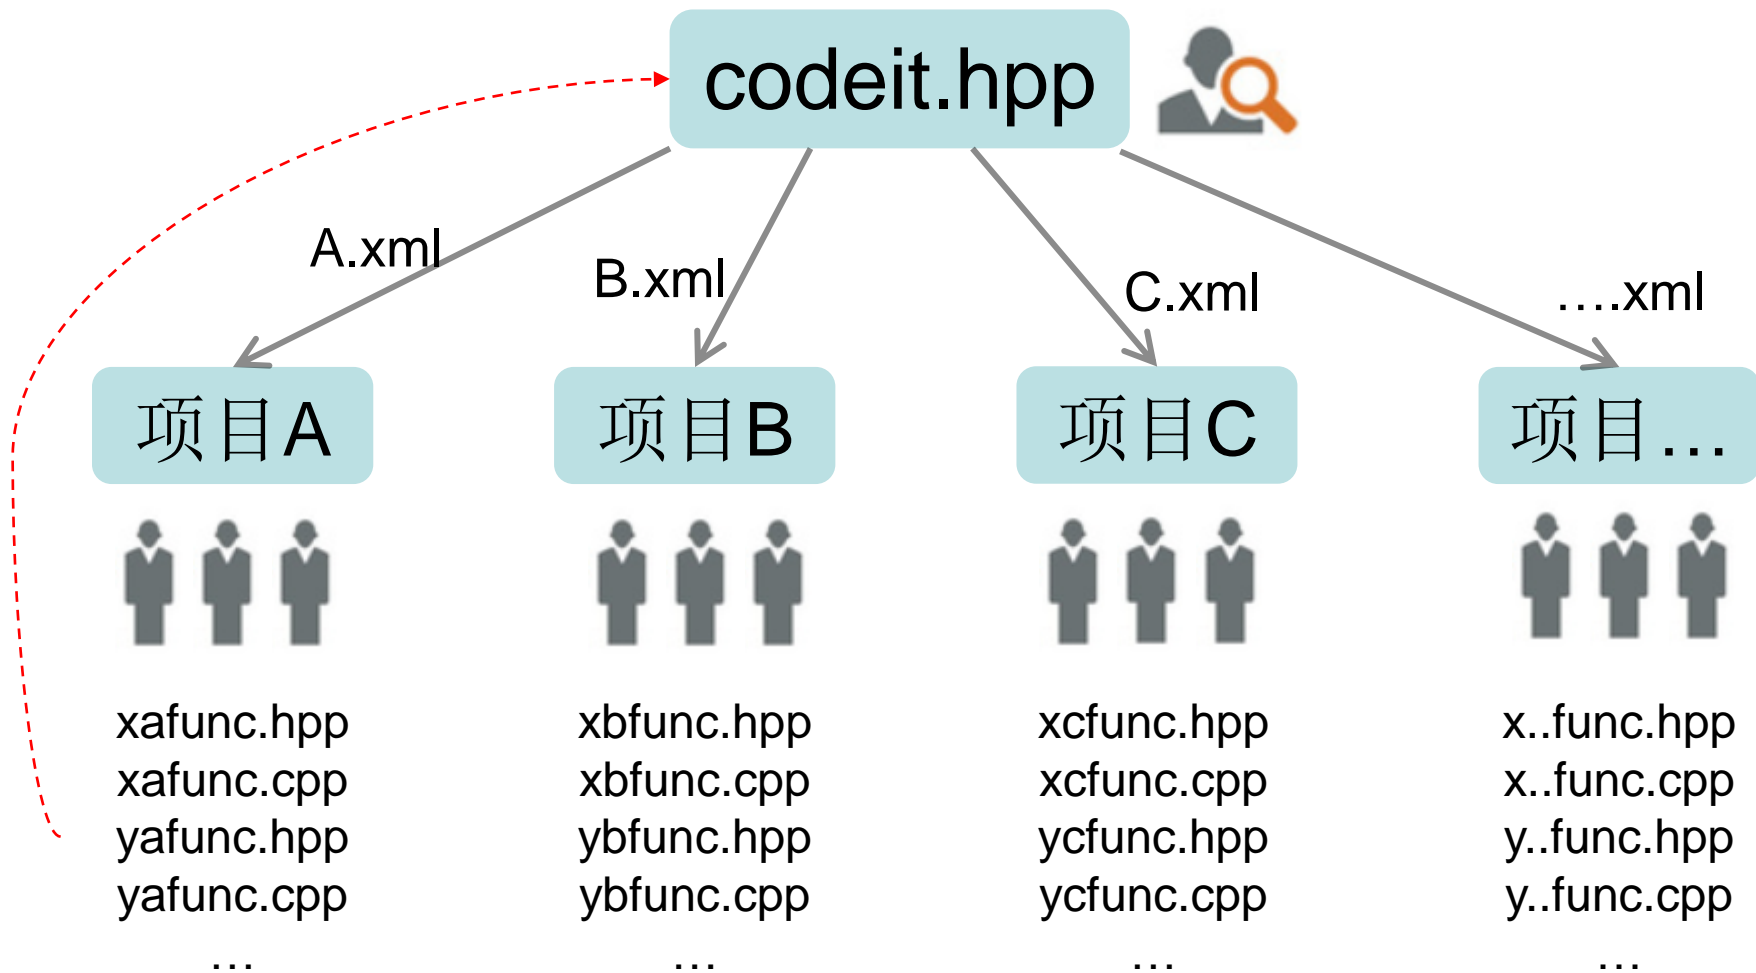 codeit.hpp
A.xml
B.xml
C.xml
….xml
项目A
项目B
项目C
项目…
xafunc.hpp
xafunc.cpp
yafunc.hpp
yafunc.cpp
…
xbfunc.hpp
xbfunc.cpp
ybfunc.hpp
ybfunc.cpp
…
xcfunc.hpp
xcfunc.cpp
ycfunc.hpp
ycfunc.cpp
…
x..func.hpp
x..func.cpp
y..func.hpp
y..func.cpp
…